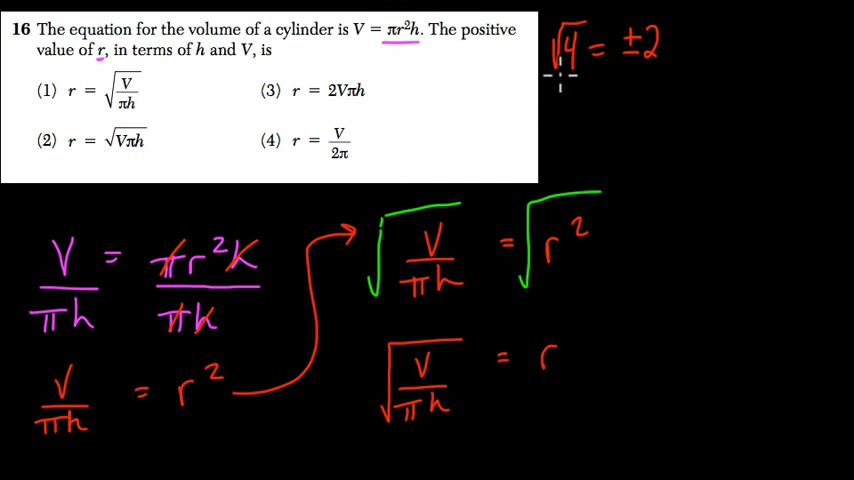 16 The equation for the volume of a cylinder is V = πr²h. The positive
value of r, in terms of h and V, is
(1) r = √(V/πh) (3) r = 2Vπh
(2) r = √(Vπh) (4) r = V/2π
√4 = ±2
V/πh = πr²h/πh
V/πh = r²
√(V/πh) = √(r²)
√(V/πh) = r